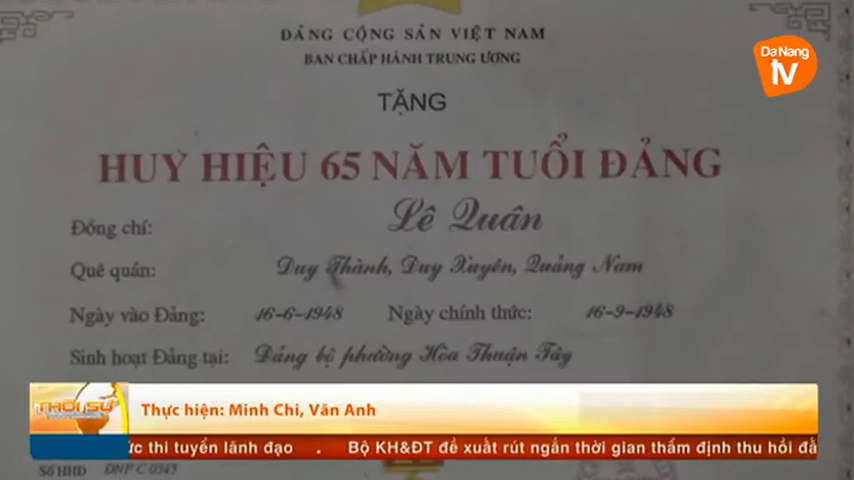 ĐẢNG CỘNG SẢN VIỆT NAM
BAN CHẤP HÀNH TRUNG ƯƠNG
Da Nang
TV
TẶNG
HUY HIỆU 65 NĂM TUỔI ĐẢNG
Đồng chí: Lê Quân
Quê quán: Duy Thành, Duy Xuyên, Quảng Nam
Ngày vào Đảng: 16-6-1948 Ngày chính thức: 16-9-1948
Sinh hoạt Đảng tại: Đảng bộ phường Hòa Thuận Tây
THỜI SỰ
Thực hiện: Minh Chi, Văn Anh
ức thi tuyển lãnh đạo . Bộ KH&ĐT đề xuất rút ngắn thời gian thẩm định thu hồi đấ
Số HHĐ ĐNF C 0343